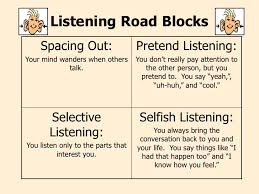 Listening Road Blocks
Spacing Out:
Your mind wanders when others
talk.
Pretend Listening:
You don't really pay attention to
the other person, but you
pretend to.  You say "yeah,",
"uh-huh," and "cool."
Selective
Listening:
You listen only to the parts that
interest you.
Selfish Listening:
You always bring the
conversation back to you and
your life.  You say things like "I
had that happen too" and "I
know how you feel."